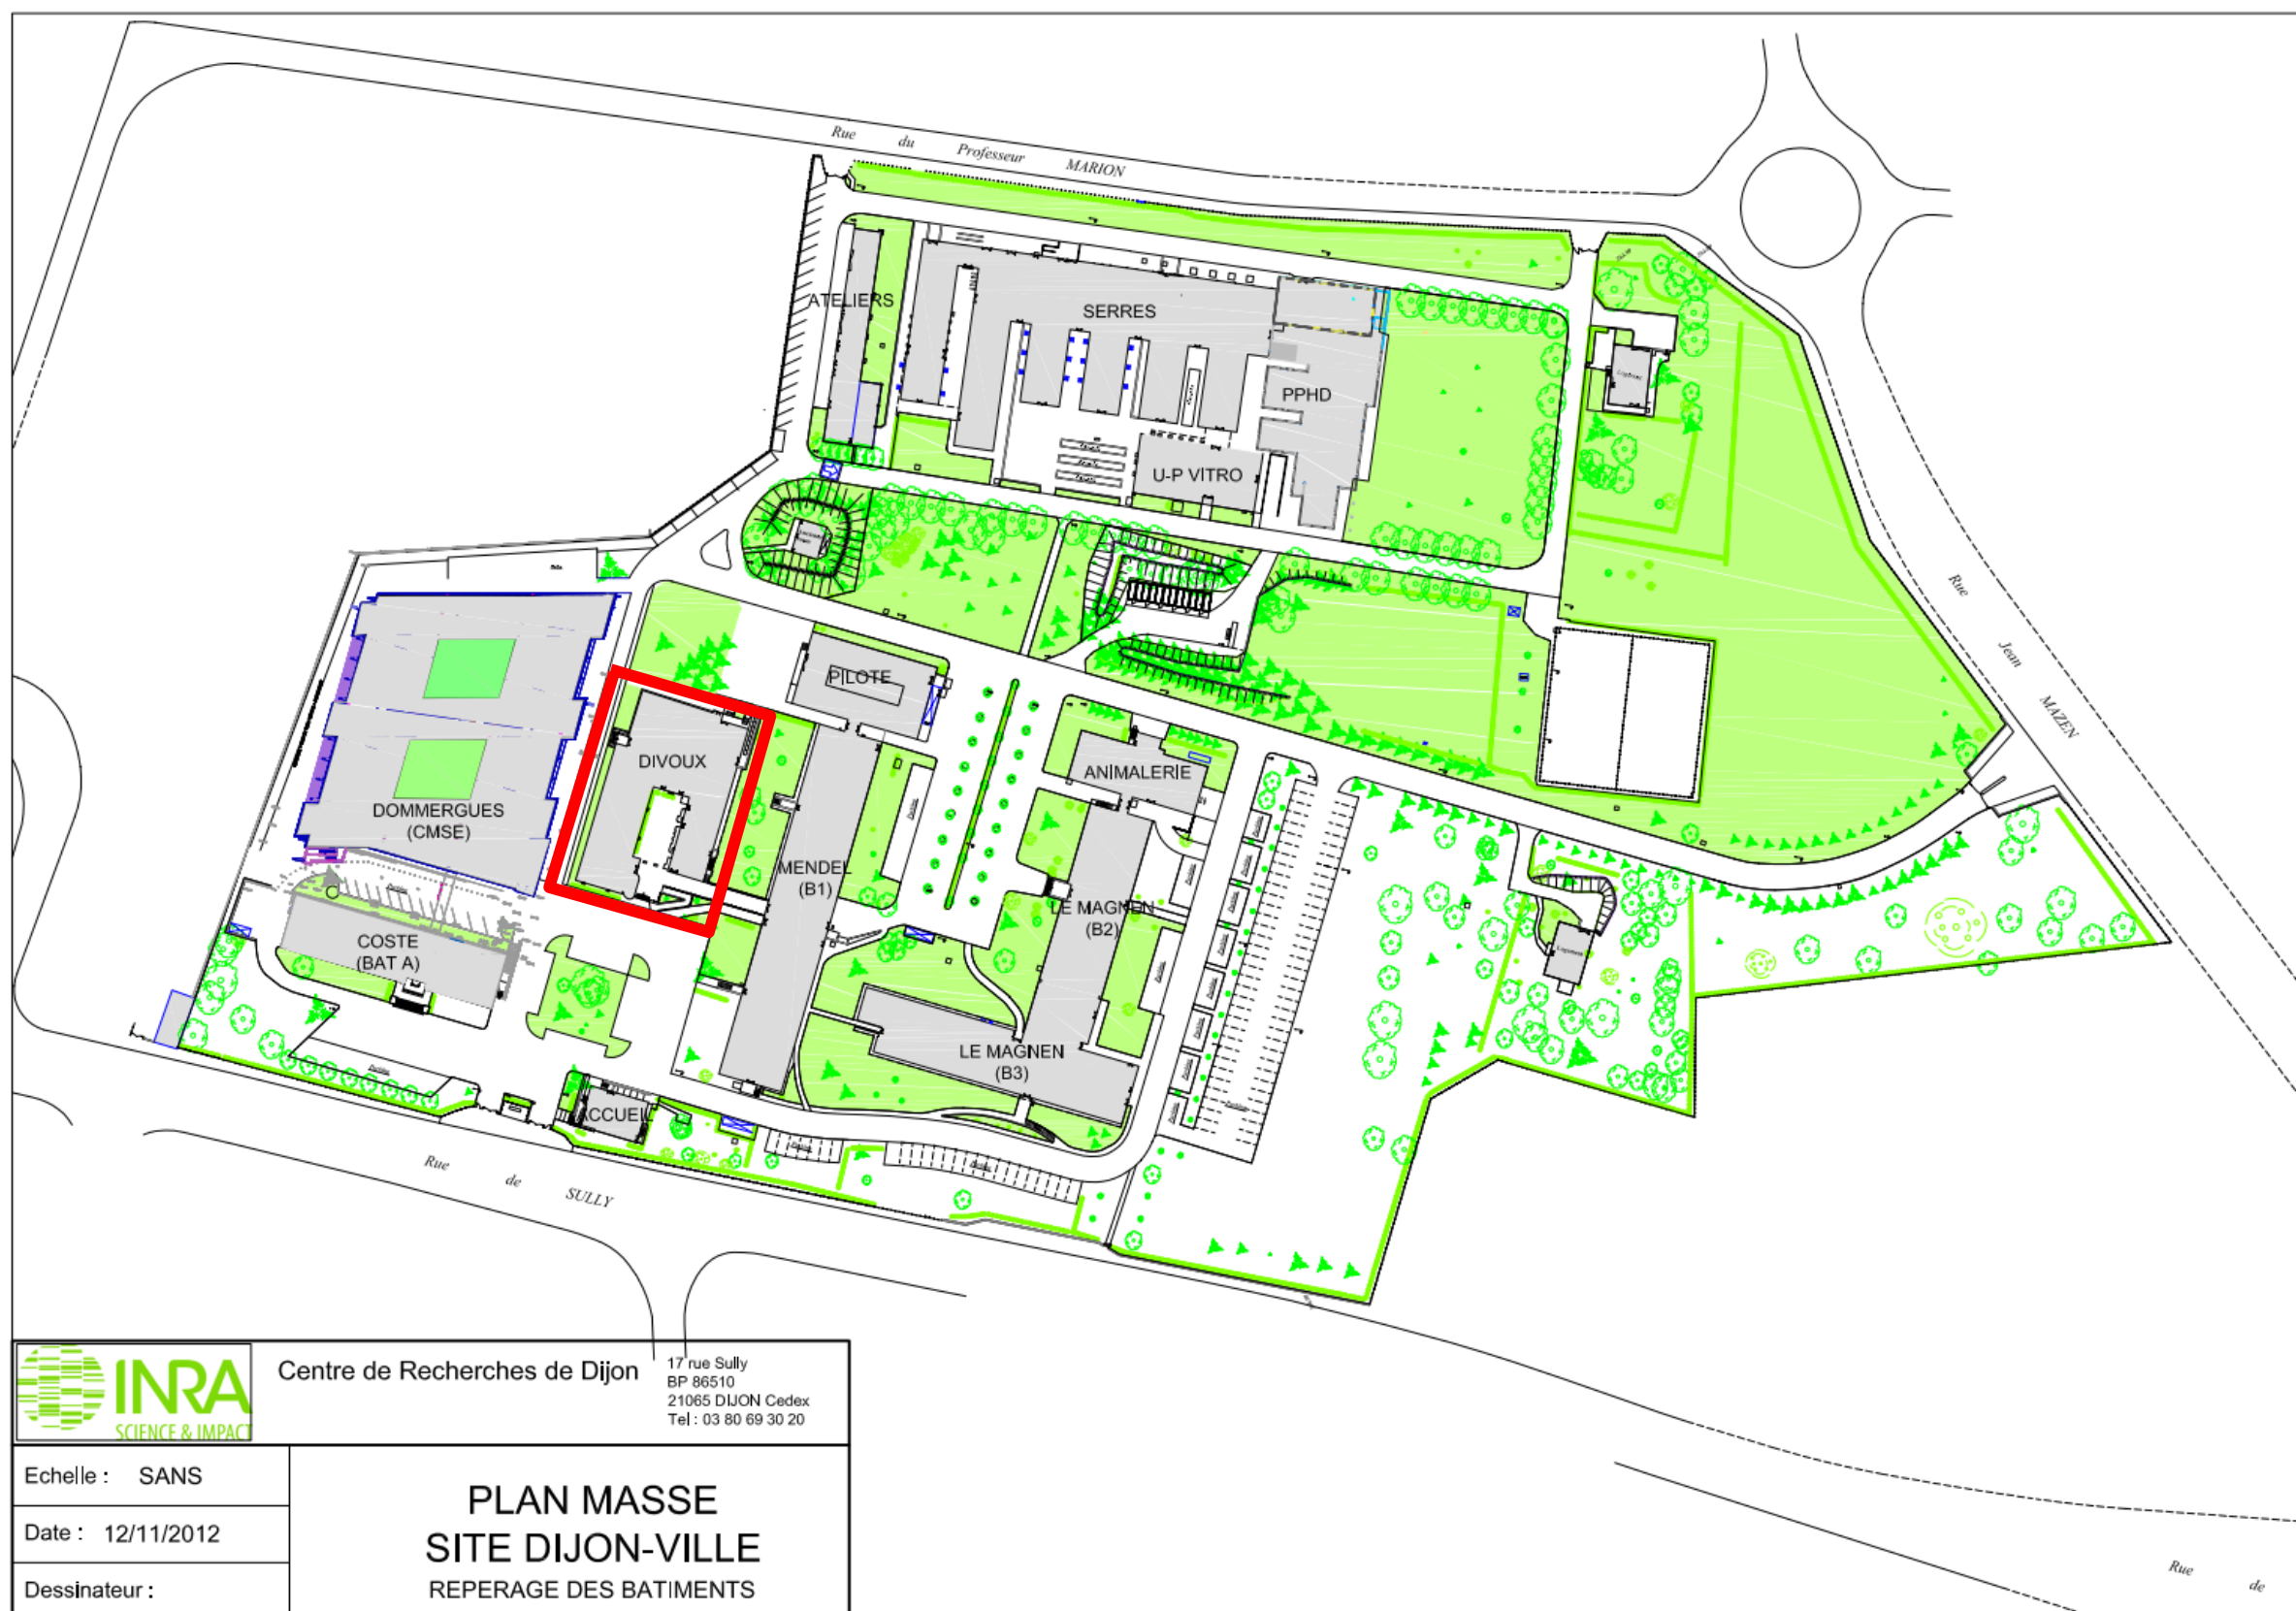 Rue du Professeur MARION
ATELIERS
SERRES
PPHD
U-P VITRO
Rue Jean MAZEN
PILOTE
DIVOUX
ANIMALERIE
DOMMERGUES
(CMSE)
MENDEL
(B1)
LE MAGNEN
(B2)
COSTE
(BAT A)
LE MAGNEN
(B3)
ACCUEIL
Rue de SULLY
Rue de
INRA
SCIENCE & IMPACT
Centre de Recherches de Dijon
17 rue Sully
BP 86510
21065 DIJON Cedex
Tel : 03 80 69 30 20
Echelle : SANS
Date : 12/11/2012
Dessinateur :
PLAN MASSE
SITE DIJON-VILLE
REPERAGE DES BATIMENTS